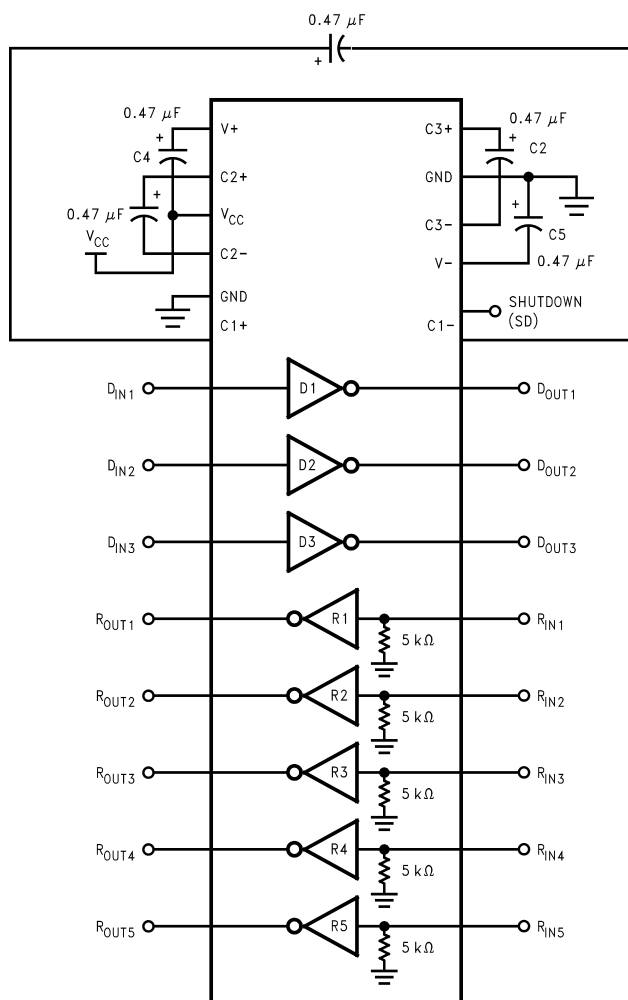 0.47 μF
+
0.47 μF
+
C4
V+
C3+
0.47 μF
+
C2
C2+
GND
0.47 μF
+
VCC
+
C3-
C5
VCC
C2-
V-
0.47 μF
GND
SHUTDOWN
(SD)
C1+
C1-
DIN1
D1
DOUT1
DIN2
D2
DOUT2
DIN3
D3
DOUT3
ROUT1
R1
RIN1
5 kΩ
ROUT2
R2
RIN2
5 kΩ
ROUT3
R3
RIN3
5 kΩ
ROUT4
R4
RIN4
5 kΩ
ROUT5
R5
RIN5
5 kΩ